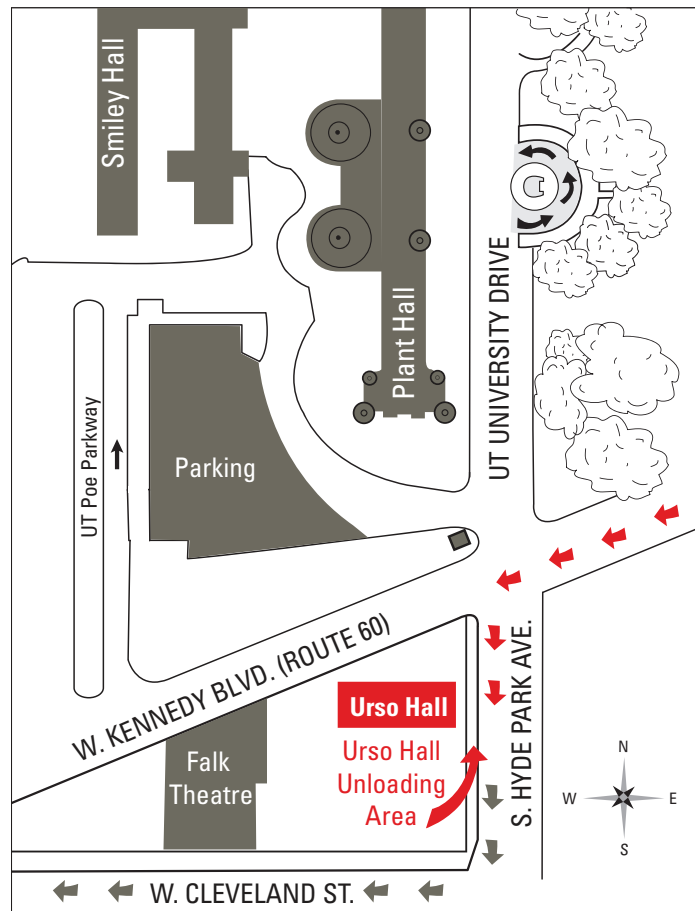 Smiley Hall
Plant Hall
UT UNIVERSITY DRIVE
UT Poe Parkway
Parking
W. KENNEDY BLVD. (ROUTE 60)
S. HYDE PARK AVE.
Urso Hall
Urso Hall
Unloading
Area
Falk
Theatre
N
W
E
S
W. CLEVELAND ST.